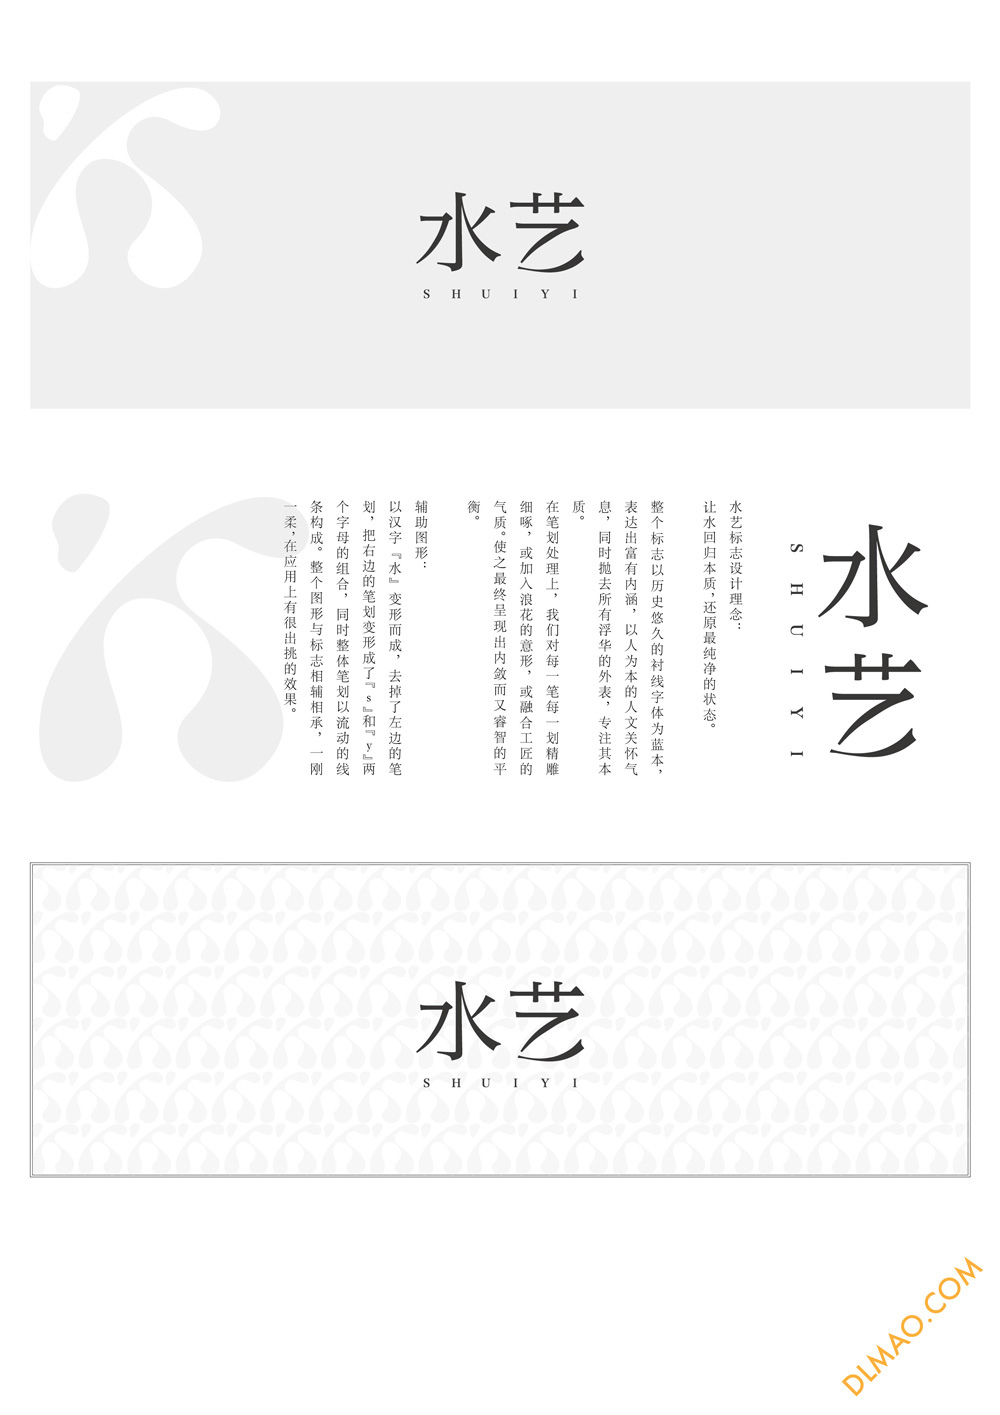 水艺
SHUIYI
水艺
SHUIYI
水艺标志设计理念：
让水回归本质，还原最纯净的状态。
整个标志以历史悠久的衬线字体为蓝本，
表达出富有内涵，以人为本的人文关怀气
息，同时抛去所有浮华的外表，专注其本
质。
在笔划处理上，我们对每一笔每一划精雕
细啄，或加入浪花的意形，或融合工匠的
气质。使之最终呈现出内敛而又睿智的平
衡。
辅助图形：
以汉字『水』变形而成，去掉了左边的笔
划，把右边的笔划变形成了『s』和『y』两
个字母的组合，同时整体笔划以流动的线
条构成。整个图形与标志相辅相承，一刚
一柔，在应用上有很出挑的效果。
水艺
SHUIYI
DLMAO.COM